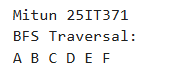 Mitun 25IT371
BFS Traversal:
A B C D E F